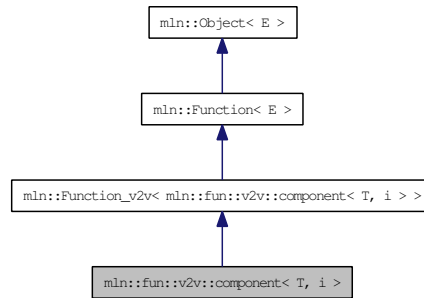 mln::Object< E >
mln::Function< E >
mln::Function_v2v< mln::fun::v2v::component< T, i > >
mln::fun::v2v::component< T, i >